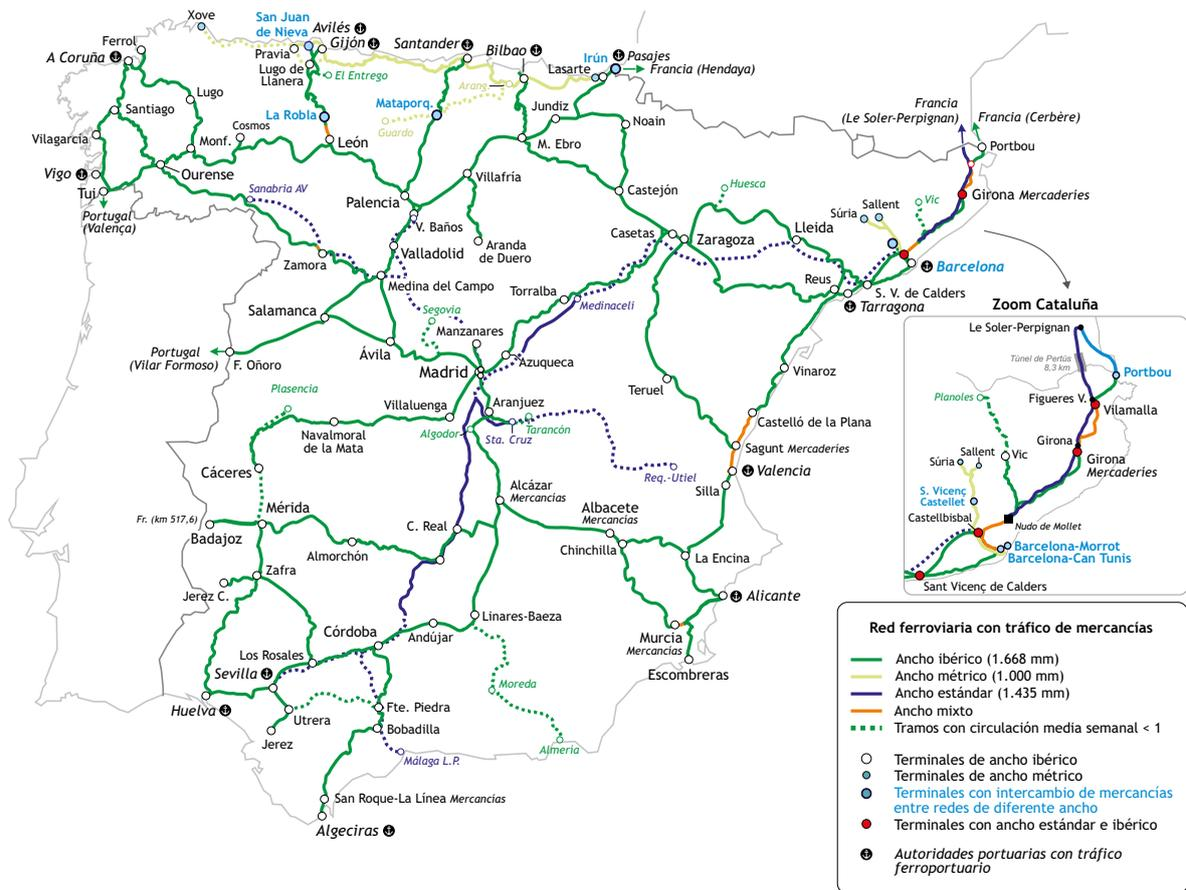 Xove
San Juan
de Nieva
Avilés
Gijón
Ferrol
A Coruña
Pravia
Lugo de
Llanera
El Entrego
Santander
Bilbao
Irún
Pasajes
Lasarte
Francia (Hendaya)
Arang.
Mataporq.
Guardo
La Robla
León
Lugo
Santiago
Cosmos
Monf.
Vilagarcía
Vigo
Tui
Ourense
Portugal
(Valença)
Jundiz
Noain
M. Ebro
Castejón
Francia
(Le Soler-Perpignan)
Francia (Cerbère)
Portbou
Girona Mercaderies
Sanabria AV
Palencia
Villafría
V. Baños
Valladolid
Aranda
de Duero
Huesca
Casetas
Zaragoza
Lleida
Súria
Sallent
Vic
Barcelona
Zamora
Medina del Campo
Reus
S. V. de Calders
Tarragona
Torralba
Medinaceli
Salamanca
Segovia
Manzanares
Ávila
Azuqueca
Madrid
Portugal
(Vilar Formoso)
F. Oñoro
Teruel
Vinaroz
Plasencia
Villaluenga
Aranjuez
Navalmoral
de la Mata
Algodor
Sta. Cruz
Tarancón
Castelló de la Plana
Sagunt Mercaderies
Valencia
Req.-Utiel
Silla
Cáceres
Alcázar
Mercancías
Albacete
Mercancías
Chinchilla
La Encina
Fr. (km 517,6)
Mérida
Badajoz
C. Real
Almorchón
Zafra
Jerez C.
Alicante
Linares-Baeza
Córdoba
Andújar
Murcia
Mercancías
Escombreras
Los Rosales
Sevilla
Huelva
Moreda
Utrera
Fte. Piedra
Bobadilla
Jerez
Almería
Málaga L.P.
San Roque-La Línea Mercancías
Algeciras
Zoom Cataluña
Le Soler-Perpignan
Túnel de Pertús
8,3 km
Portbou
Planoles
Figueres V.
Vilamalla
Girona
Girona
Mercaderies
Sallent
Súria
Vic
S. Vicenç
Castellet
Castellbisbal
Nudo de Mollet
Barcelona-Morrot
Barcelona-Can Tunis
Sant Vicenç de Calders
Red ferroviaria con tráfico de mercancías
Ancho ibérico (1.668 mm)
Ancho métrico (1.000 mm)
Ancho estándar (1.435 mm)
Ancho mixto
Tramos con circulación media semanal < 1
Terminales de ancho ibérico
Terminales de ancho métrico
Terminales con intercambio de mercancías
entre redes de diferente ancho
Terminales con ancho estándar e ibérico
Autoridades portuarias con tráfico
ferroportuario